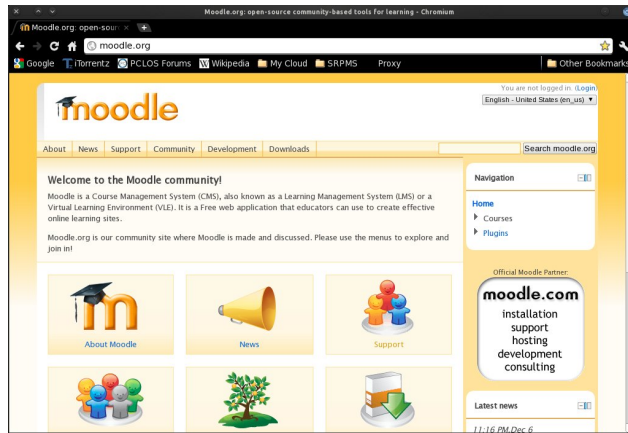 Moodle.org: open-source community-based tools for learning - Chromium
Moodle.org: open-sour
moodle.org
Google iTorrentz PCLOS Forums Wikipedia My Cloud SRPMS Proxy Other Bookmarks
You are not logged in. (Login)
English - United States (en_us)
moodle
About News Support Community Development Downloads Search moodle.org
Welcome to the Moodle community!
Moodle is a Course Management System (CMS), also known as a Learning
Management System (LMS) or a
Virtual Learning Environment (VLE). It is a Free web application that educators can use to create effective
online learning sites.
Moodle.org is our community site where Moodle is made and discussed. Please use the menus to explore and
join in!
About Moodle
News
Support
Navigation
Home
Courses
Plugins
Official Moodle Partner:
moodle.com
installation
support
hosting
development
consulting
Latest news
11:16 PM, Dec 6